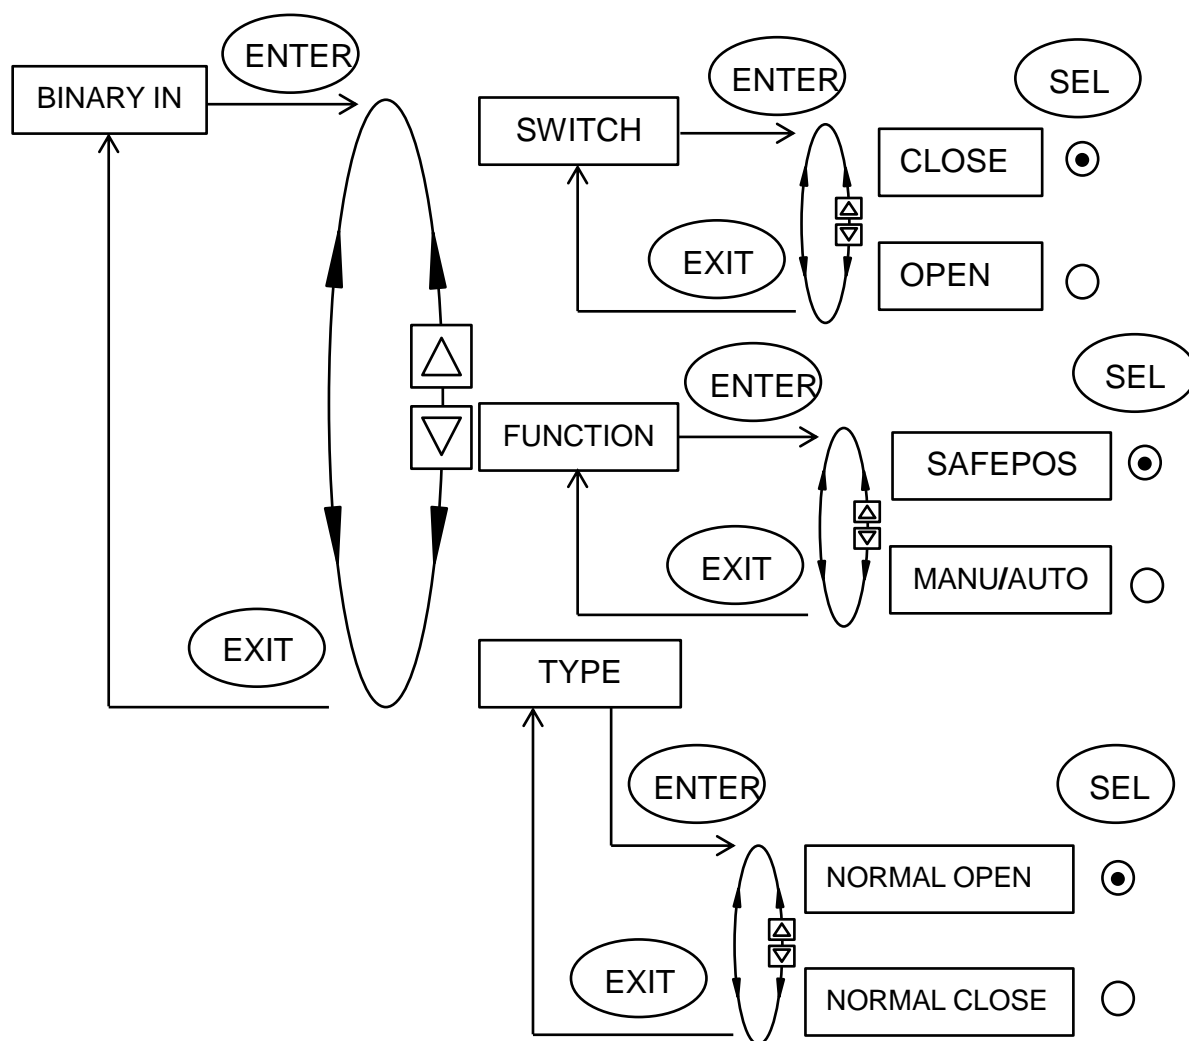 ENTER
BINARY IN
EXIT
SWITCH
ENTER
SEL
CLOSE
EXIT
OPEN
FUNCTION
ENTER
SEL
SAFEPOS
EXIT
MANU/AUTO
TYPE
ENTER
SEL
NORMAL OPEN
EXIT
NORMAL CLOSE